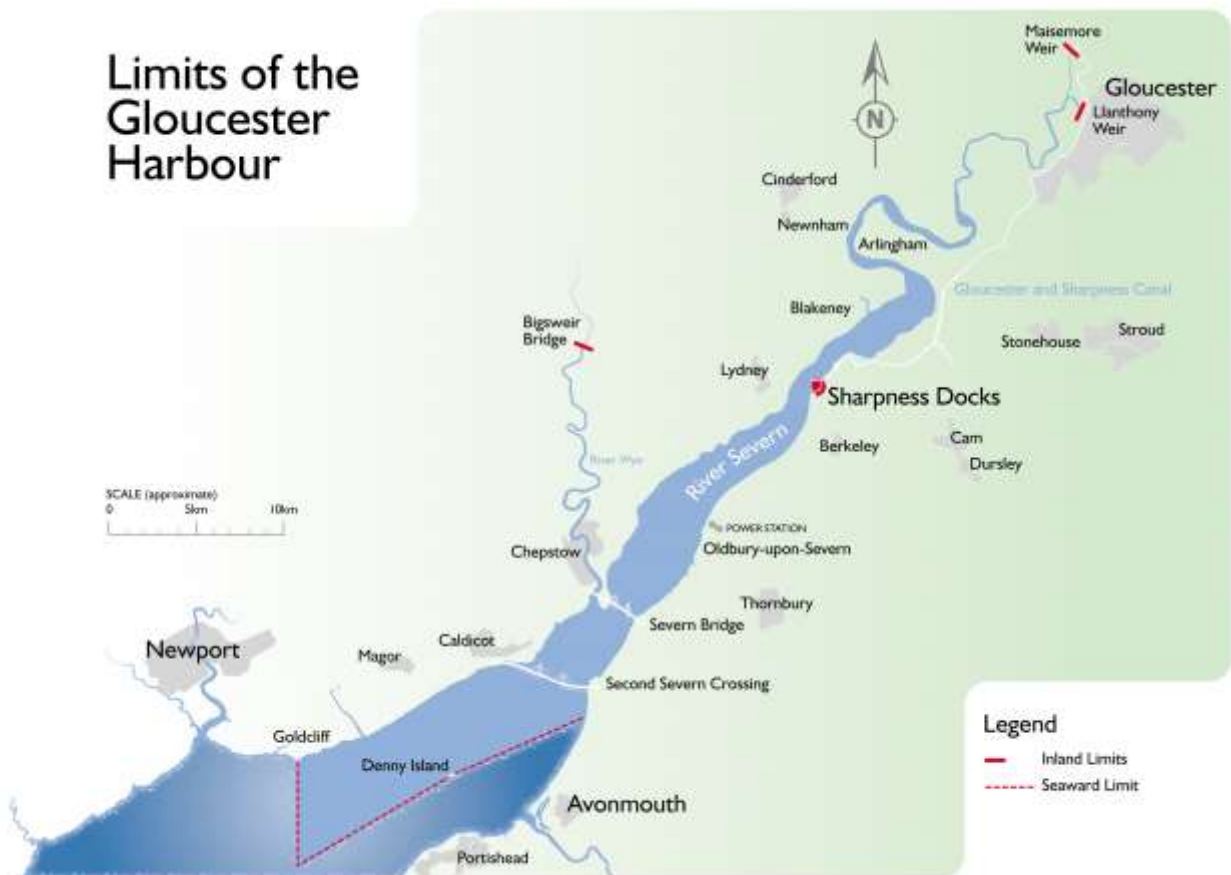 Limits of the
Gloucester
Harbour
Maisemore
Weir
Gloucester
Llanthony
Weir
N
Cinderford
Newnham
Arlingham
Gloucester and Sharpness Canal
Blakeney
Bigsweir
Bridge
Stonehouse
Stroud
Lydney
Sharpness Docks
River Severn
Berkeley
Cam
Dursley
River Wye
SCALE (approximate)
0 5km 10km
POWER STATION
Oldbury-upon-Severn
Chepstow
Thornbury
Severn Bridge
Newport
Caldicot
Magor
Second Severn Crossing
Goldcliff
Denny Island
Avonmouth
Portishead
Legend
Inland Limits
Seaward Limit